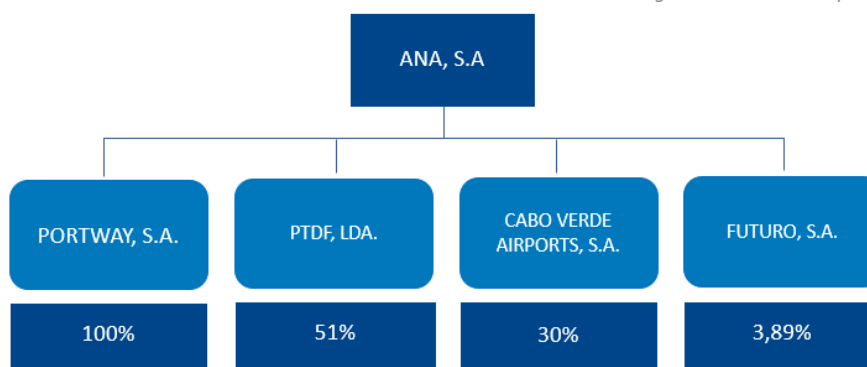 ANA, S.A
PORTWAY, S.A.
PTDF, LDA.
CABO VERDE
AIRPORTS, S.A.
FUTURO, S.A.
100%
51%
30%
3,89%